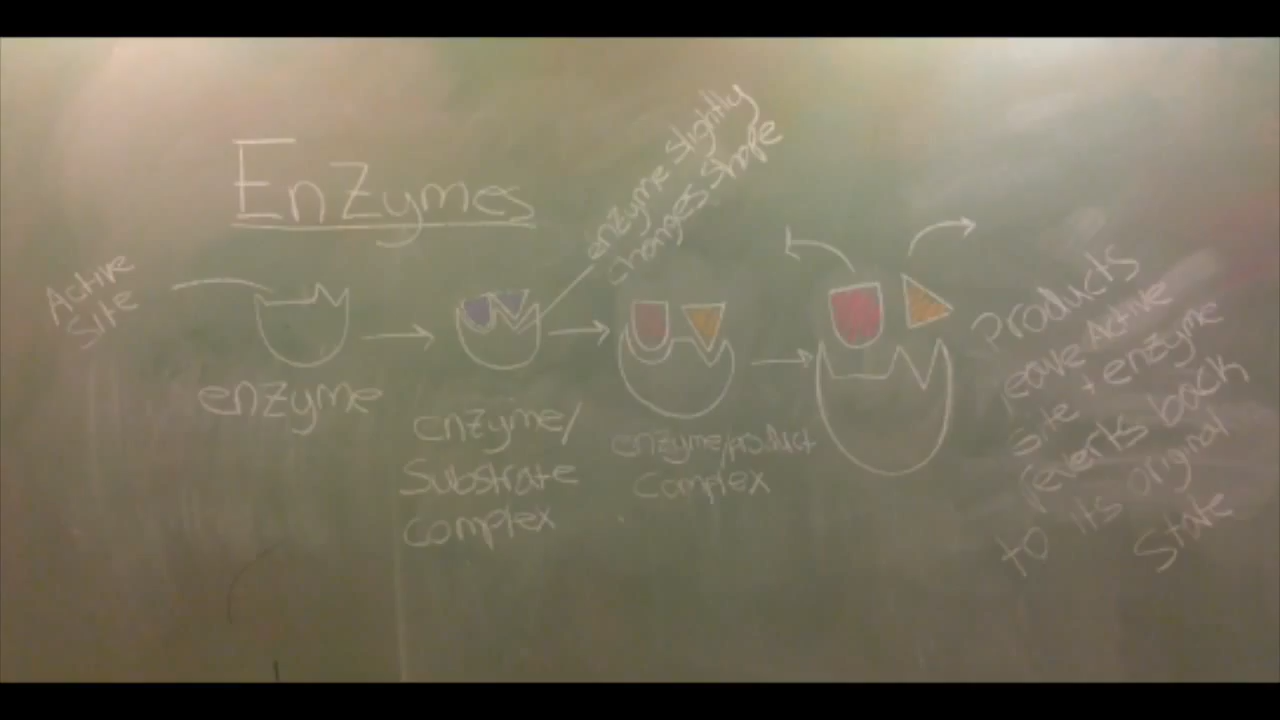 Enzymes
Active
Site
enzyme
enzyme/
Substrate
complex
enzyme slightly
changes shape
enzyme/product
complex
Products
leave Active
Site + enzyme
reverts back
to its original
State